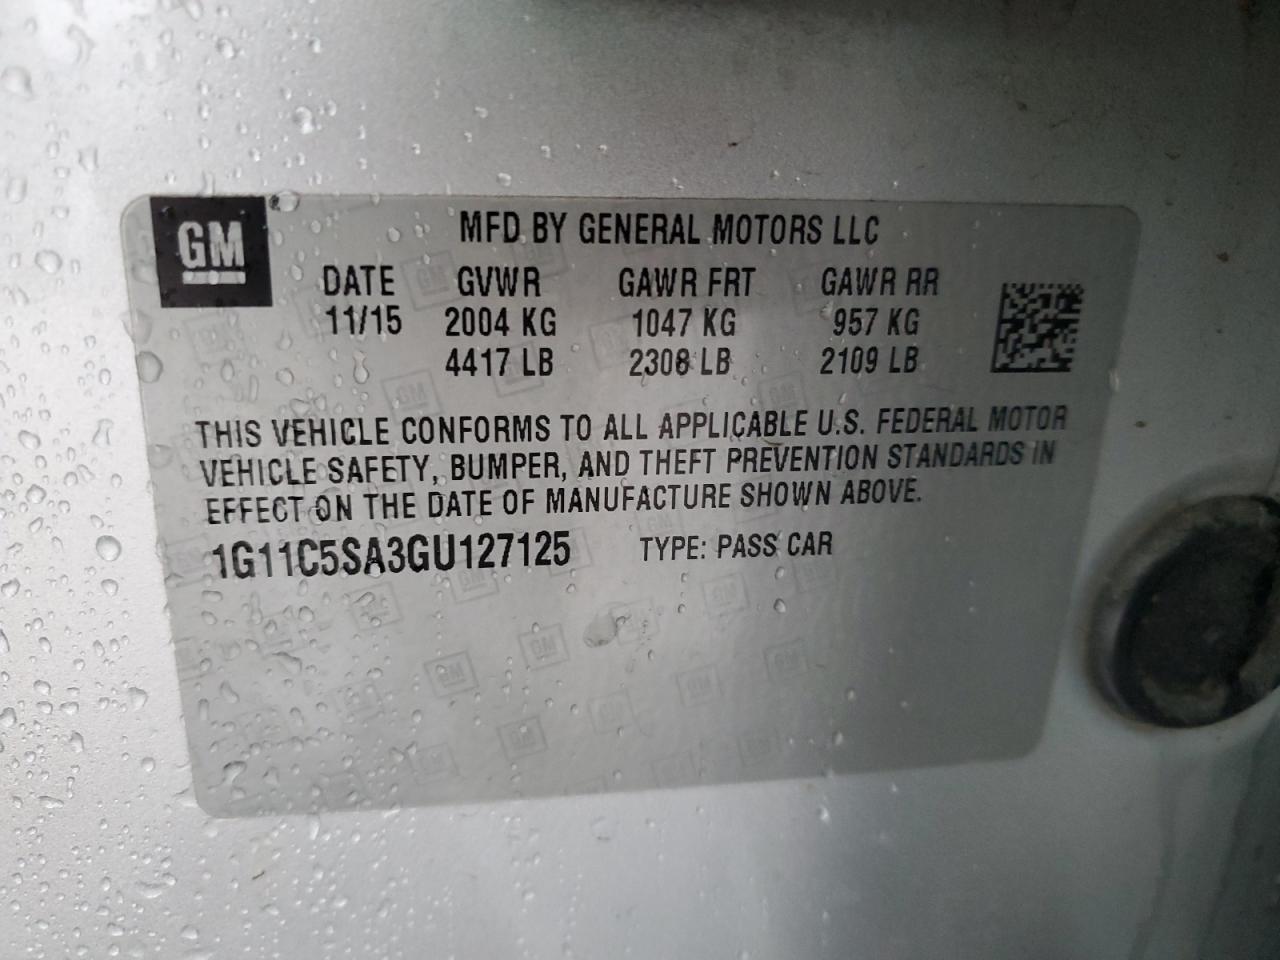 GM
MFD BY GENERAL MOTORS LLC
DATE GVWR GAWR FRT GAWR RR
11/15 2004 KG 1047 KG 957 KG
4417 LB 2308 LB 2109 LB
THIS VEHICLE CONFORMS TO ALL APPLICABLE U.S. FEDERAL MOTOR
VEHICLE SAFETY, BUMPER, AND THEFT PREVENTION STANDARDS IN
EFFECT ON THE DATE OF MANUFACTURE SHOWN ABOVE.
1G11C5SA3GU127125 TYPE: PASS CAR